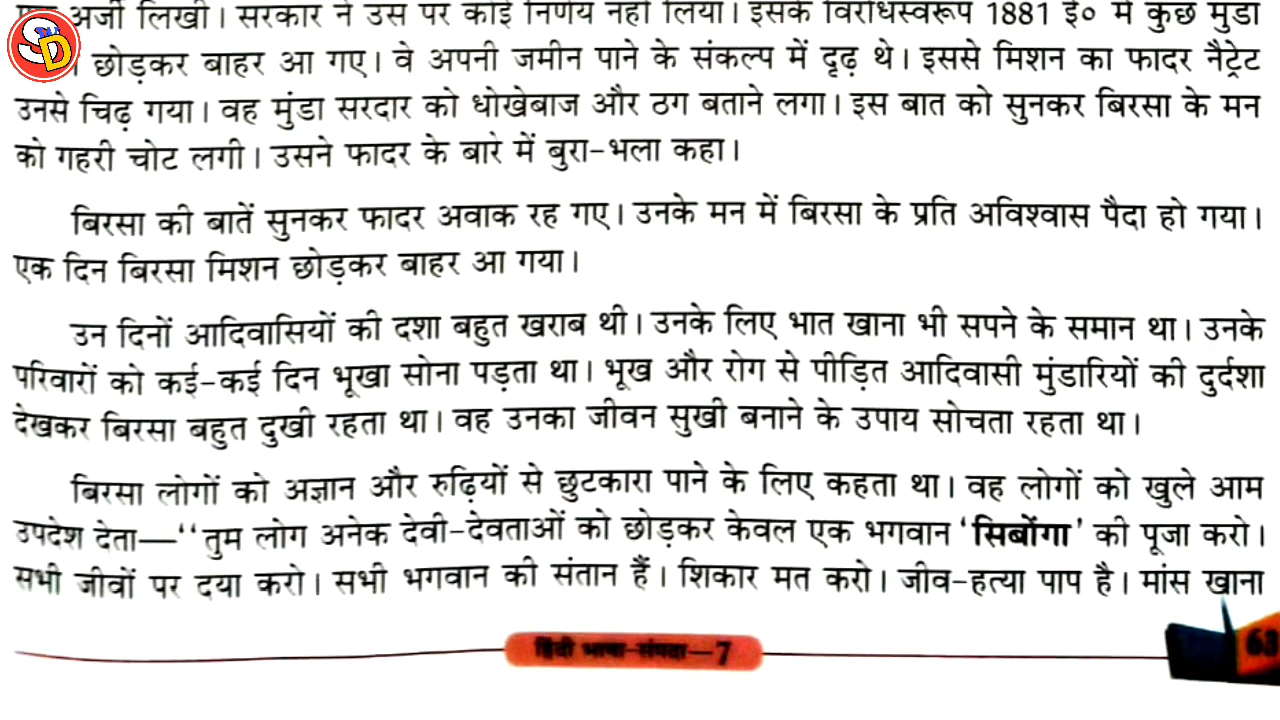 अर्जी लिखी। सरकार ने उस पर कोई निर्णय नहीं लिया। इसके विरोधस्वरूप 1881 ई० में कुछ मुंडा
छोड़कर बाहर आ गए। वे अपनी जमीन पाने के संकल्प में दृढ़ थे। इससे मिशन का फादर नैट्रेट
उनसे चिढ़ गया। वह मुंडा सरदार को धोखेबाज और ठग बताने लगा। इस बात को सुनकर बिरसा के मन
को गहरी चोट लगी। उसने फादर के बारे में बुरा-भला कहा।
बिरसा की बातें सुनकर फादर अवाक रह गए। उनके मन में बिरसा के प्रति अविश्वास पैदा हो गया।
एक दिन बिरसा मिशन छोड़कर बाहर आ गया।
उन दिनों आदिवासियों की दशा बहुत खराब थी। उनके लिए भात खाना भी सपने के समान था। उनके
परिवारों को कई-कई दिन भूखा सोना पड़ता था। भूख और रोग से पीड़ित आदिवासी मुंडारियों की दुर्दशा
देखकर बिरसा बहुत दुखी रहता था। वह उनका जीवन सुखी बनाने के उपाय सोचता रहता था।
बिरसा लोगों को अज्ञान और रुढ़ियों से छुटकारा पाने के लिए कहता था। वह लोगों को खुले आम
उपदेश देता—‘‘तुम लोग अनेक देवी-देवताओं को छोड़कर केवल एक भगवान ‘सिबोंगा’ की पूजा करो।
सभी जीवों पर दया करो। सभी भगवान की संतान हैं। शिकार मत करो। जीव-हत्या पाप है। मांस खाना
हिंदी भाषा-संपदा—7
63
SD